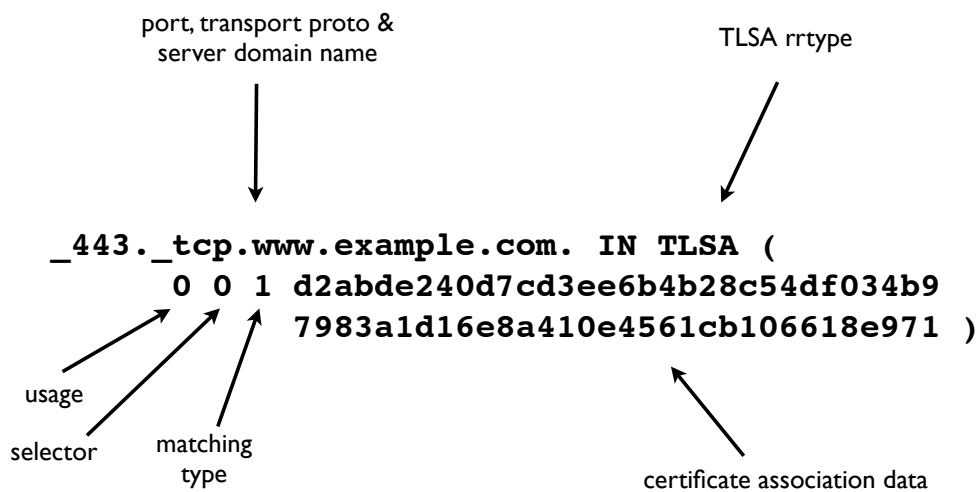 port, transport proto &
server domain name
TLSA rrtype
_443._tcp.www.example.com. IN TLSA (
0 0 1 d2abde240d7cd3ee6b4b28c54df034b9
7983a1d16e8a410e4561cb106618e971 )
usage
selector
matching
type
certificate association data